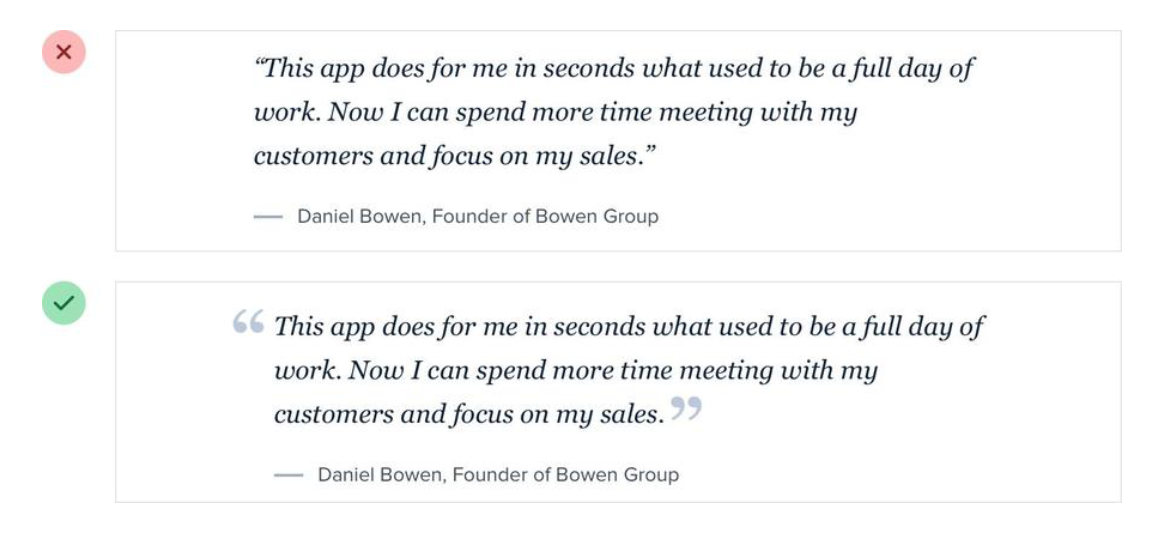 “This app does for me in seconds what used to be a full day of
work. Now I can spend more time meeting with my
customers and focus on my sales.”
— Daniel Bowen, Founder of Bowen Group
“ This app does for me in seconds what used to be a full day of
work. Now I can spend more time meeting with my
customers and focus on my sales. ”
— Daniel Bowen, Founder of Bowen Group